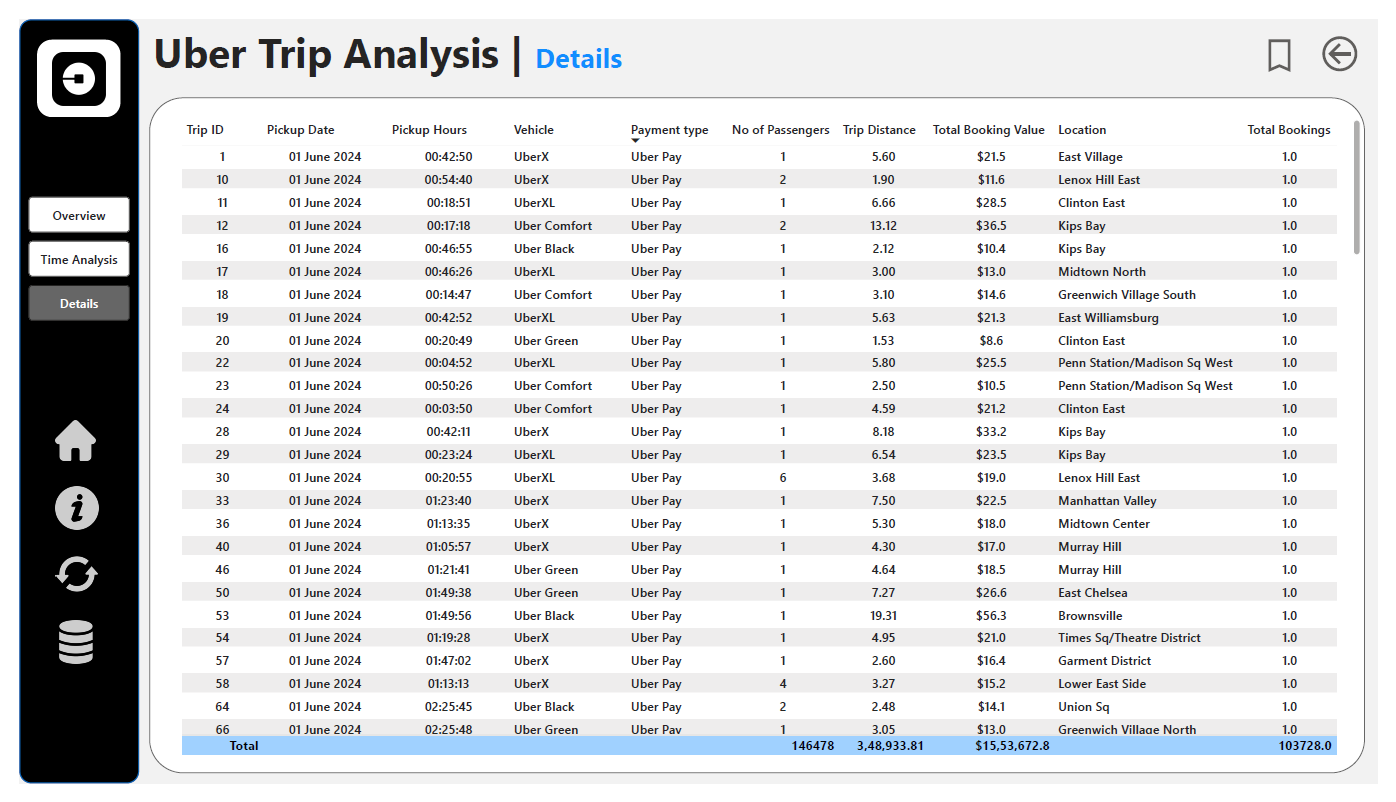 Uber Trip Analysis | Details
Overview
Time Analysis
Details
Trip ID Pickup Date Pickup Hours Vehicle Payment type No of Passengers Trip Distance Total Booking Value Location Total Bookings
1 01 June 2024 00:42:50 UberX Uber Pay 1 5.60 $21.5 East Village 1.0
10 01 June 2024 00:54:40 UberX Uber Pay 2 1.90 $11.6 Lenox Hill East 1.0
11 01 June 2024 00:18:51 UberXL Uber Pay 1 6.66 $28.5 Clinton East 1.0
12 01 June 2024 00:17:18 Uber Comfort Uber Pay 2 13.12 $36.5 Kips Bay 1.0
16 01 June 2024 00:46:55 Uber Black Uber Pay 1 2.12 $10.4 Kips Bay 1.0
17 01 June 2024 00:46:26 UberXL Uber Pay 1 3.00 $13.0 Midtown North 1.0
18 01 June 2024 00:14:47 Uber Comfort Uber Pay 1 3.10 $14.6 Greenwich Village South 1.0
19 01 June 2024 00:42:52 UberXL Uber Pay 1 5.63 $21.3 East Williamsburg 1.0
20 01 June 2024 00:20:49 Uber Green Uber Pay 1 1.53 $8.6 Clinton East 1.0
22 01 June 2024 00:04:52 UberXL Uber Pay 1 5.80 $25.5 Penn Station/Madison Sq West 1.0
23 01 June 2024 00:50:26 Uber Comfort Uber Pay 1 2.50 $10.5 Penn Station/Madison Sq West 1.0
24 01 June 2024 00:03:50 Uber Comfort Uber Pay 1 4.59 $21.2 Clinton East 1.0
28 01 June 2024 00:42:11 UberX Uber Pay 1 8.18 $33.2 Kips Bay 1.0
29 01 June 2024 00:23:24 UberXL Uber Pay 1 6.54 $23.5 Kips Bay 1.0
30 01 June 2024 00:20:55 UberXL Uber Pay 6 3.68 $19.0 Lenox Hill East 1.0
33 01 June 2024 01:23:40 UberX Uber Pay 1 7.50 $22.5 Manhattan Valley 1.0
36 01 June 2024 01:13:35 UberX Uber Pay 1 5.30 $18.0 Midtown Center 1.0
40 01 June 2024 01:05:57 UberX Uber Pay 1 4.30 $17.0 Murray Hill 1.0
46 01 June 2024 01:21:41 Uber Green Uber Pay 1 4.64 $18.5 Murray Hill 1.0
50 01 June 2024 01:49:38 Uber Green Uber Pay 1 7.27 $26.6 East Chelsea 1.0
53 01 June 2024 01:49:56 Uber Black Uber Pay 1 19.31 $56.3 Brownsville 1.0
54 01 June 2024 01:19:28 UberX Uber Pay 1 4.95 $21.0 Times Sq/Theatre District 1.0
57 01 June 2024 01:47:02 UberX Uber Pay 1 2.60 $16.4 Garment District 1.0
58 01 June 2024 01:13:13 UberX Uber Pay 4 3.27 $15.2 Lower East Side 1.0
64 01 June 2024 02:25:45 Uber Black Uber Pay 2 2.48 $14.1 Union Sq 1.0
66 01 June 2024 02:25:48 Uber Green Uber Pay 1 3.05 $13.0 Greenwich Village North 1.0
Total 146478 3,48,933.81 $15,53,672.8 103728.0